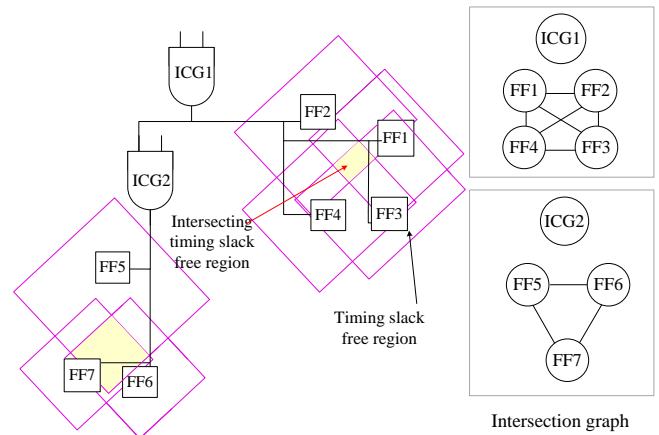 ICG1
ICG2
FF2
FF1
FF4
FF3
Intersecting
timing slack
free region
FF5
Timing slack
free region
FF7
FF6
ICG1
FF1
FF2
FF4
FF3
ICG2
FF5
FF6
FF7
Intersection graph